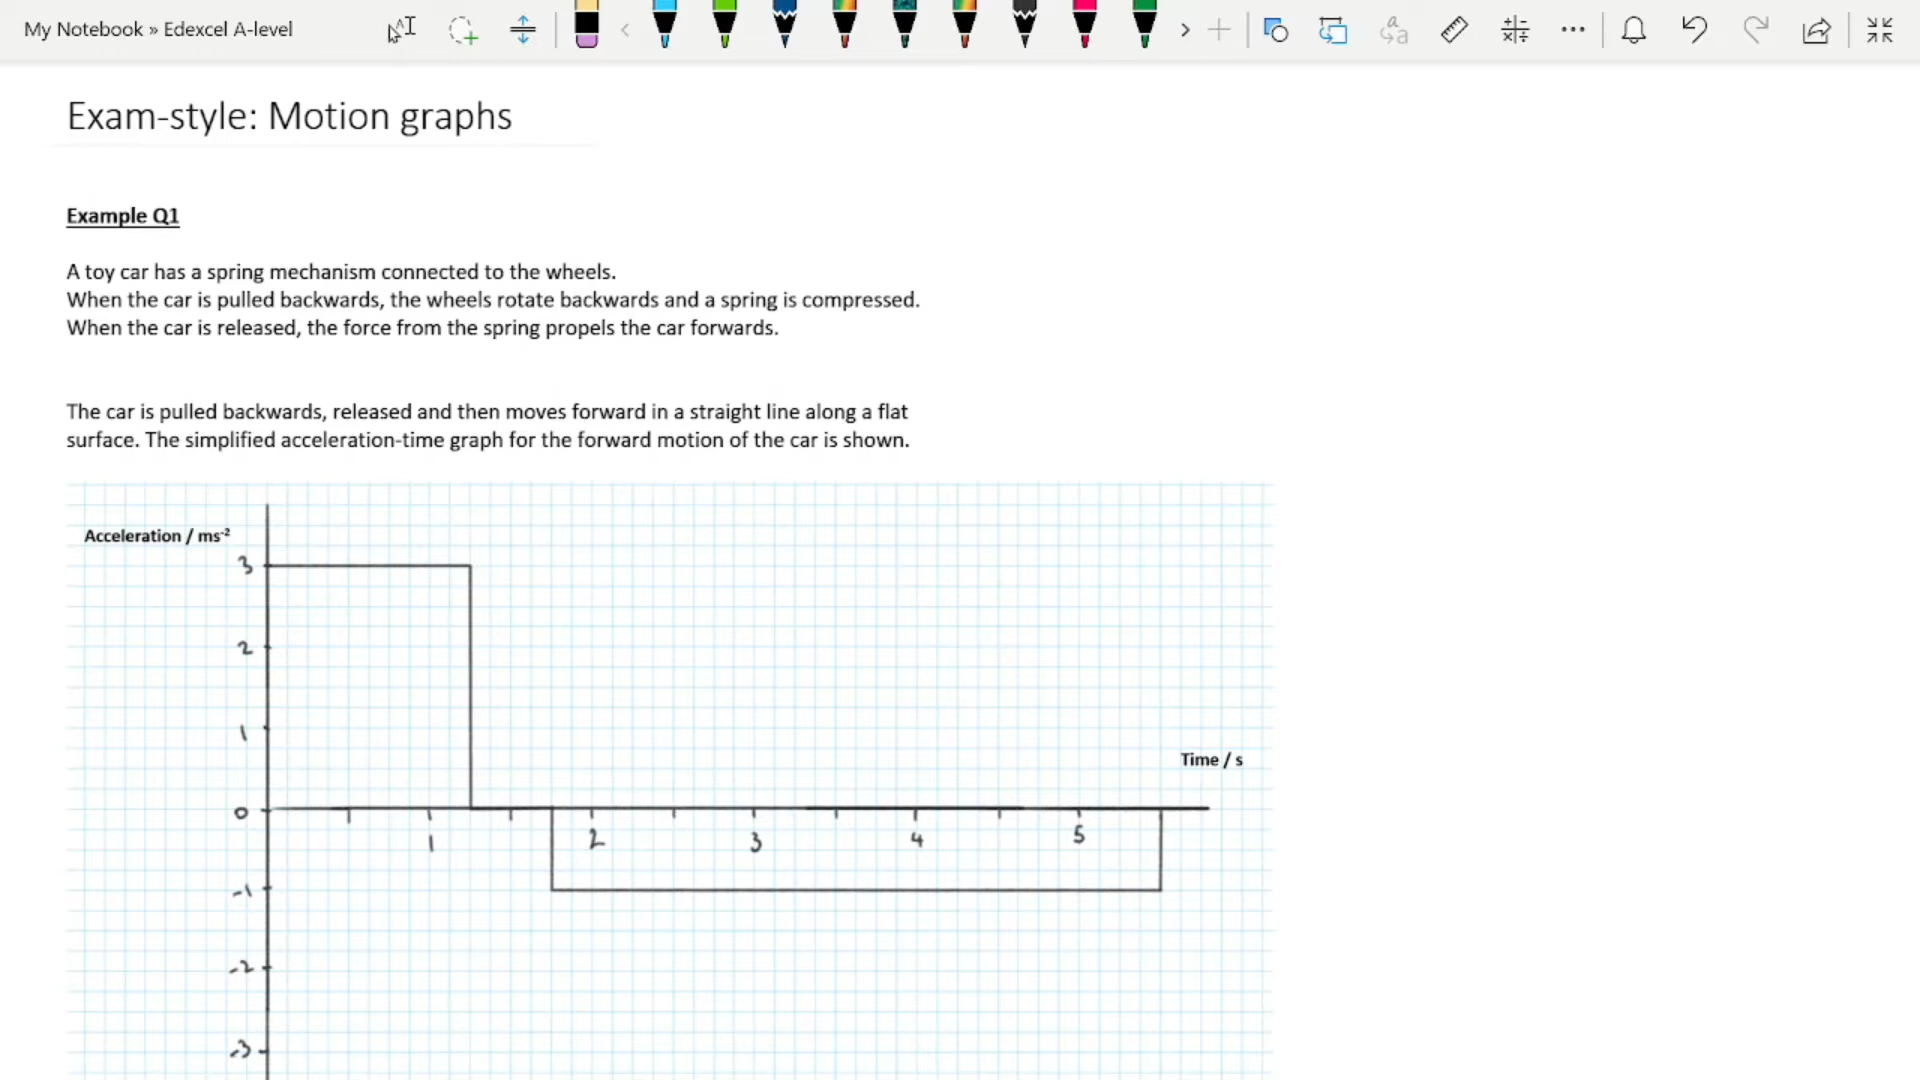 My Notebook » Edexcel A-level
Exam-style: Motion graphs
Example Q1
A toy car has a spring mechanism connected to the wheels.
When the car is pulled backwards, the wheels rotate backwards and a spring is compressed.
When the car is released, the force from the spring propels the car forwards.
The car is pulled backwards, released and then moves forward in a straight line along a flat
surface. The simplified acceleration-time graph for the forward motion of the car is shown.
Acceleration / ms⁻²
3
2
1
Time / s
0
1 2 3 4 5
-1
-2
-3